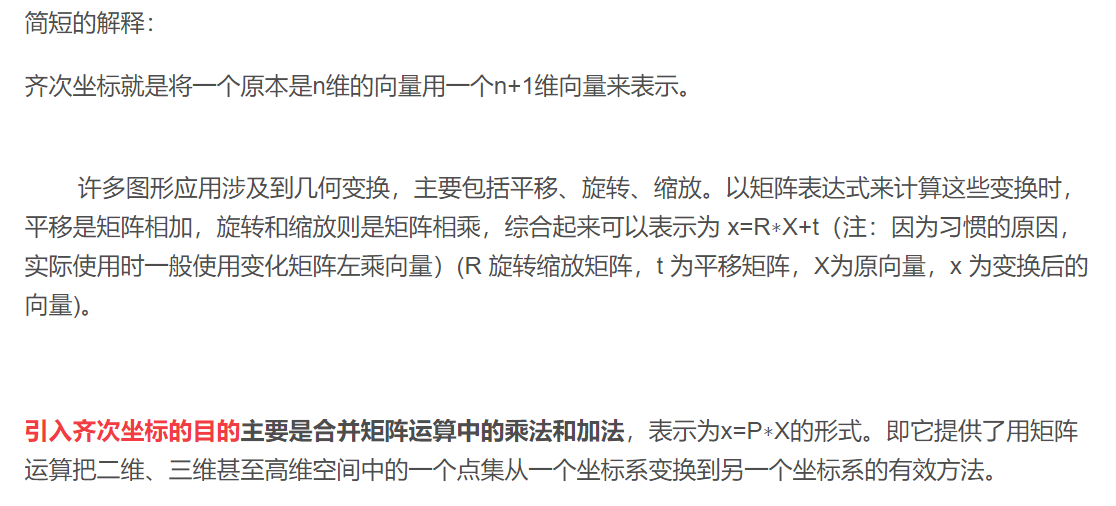 简短的解释：
齐次坐标就是将一个原本是n维的向量用一个n+1维向量来表示。
许多图形应用涉及到几何变换，主要包括平移、旋转、缩放。以矩阵表达式来计算这些变换时，
平移是矩阵相加，旋转和缩放则是矩阵相乘，综合起来可以表示为 x=R*X+t（注：因为习惯的原因，
实际使用时一般使用变化矩阵左乘向量）(R 旋转缩放矩阵，t 为平移矩阵，X为原向量，x 为变换后的
向量)。
引入齐次坐标的目的主要是合并矩阵运算中的乘法和加法，表示为x=P*X的形式。即它提供了用矩阵
运算把二维、三维甚至高维空间中的一个点集从一个坐标系变换到另一个坐标系的有效方法。